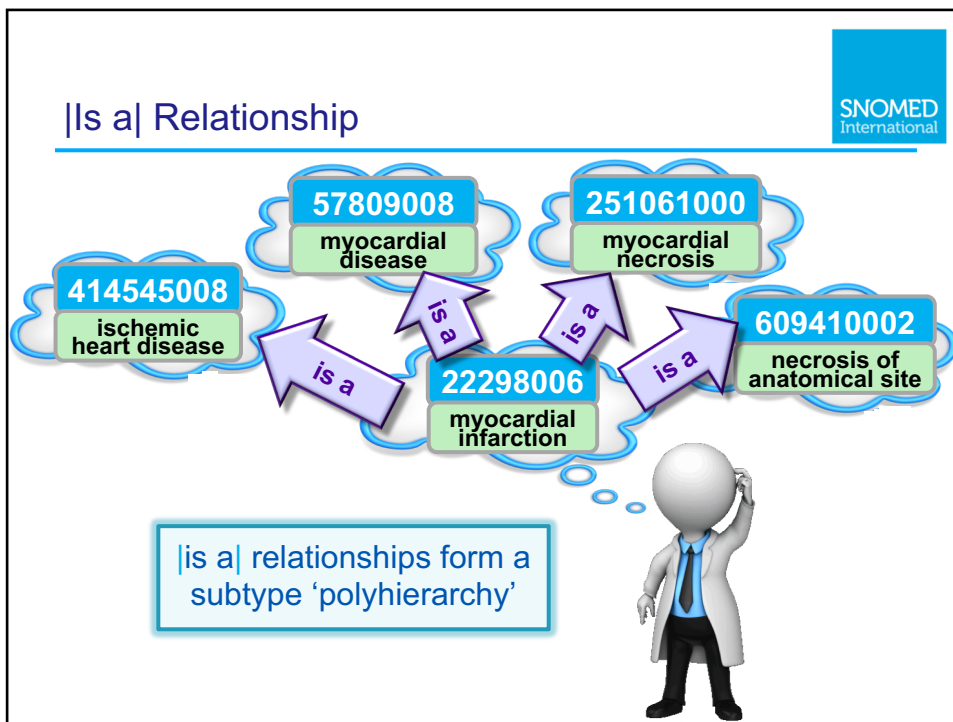 |Is a| Relationship
SNOMED
International
57809008
myocardial
disease
251061000
myocardial
necrosis
414545008
ischemic
heart disease
609410002
necrosis of
anatomical site
is a
is a
is a
is a
22298006
myocardial
infarction
|is a| relationships form a
subtype ‘polyhierarchy’